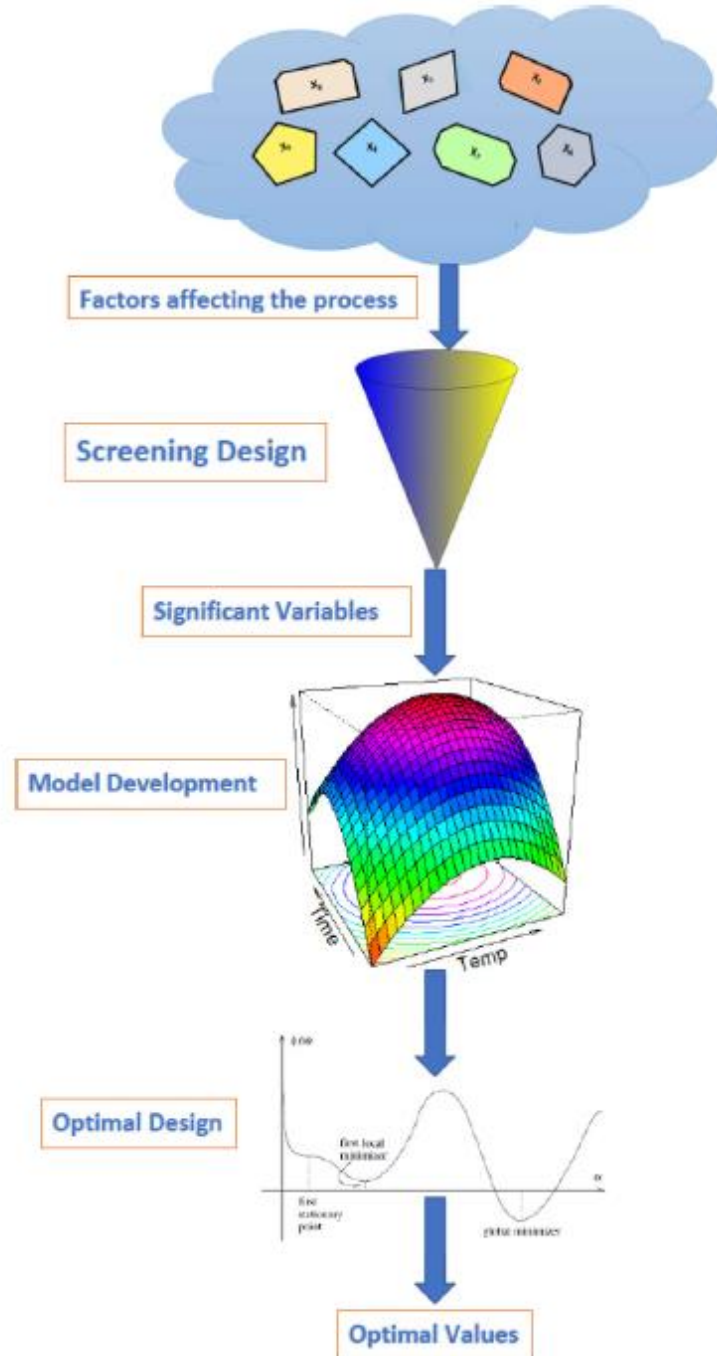 Factors affecting the process
Screening Design
Significant Variables
Model Development
Time
Temp
Optimal Design
first local
minimizer
first
stationary
point
global minimizer
Optimal Values